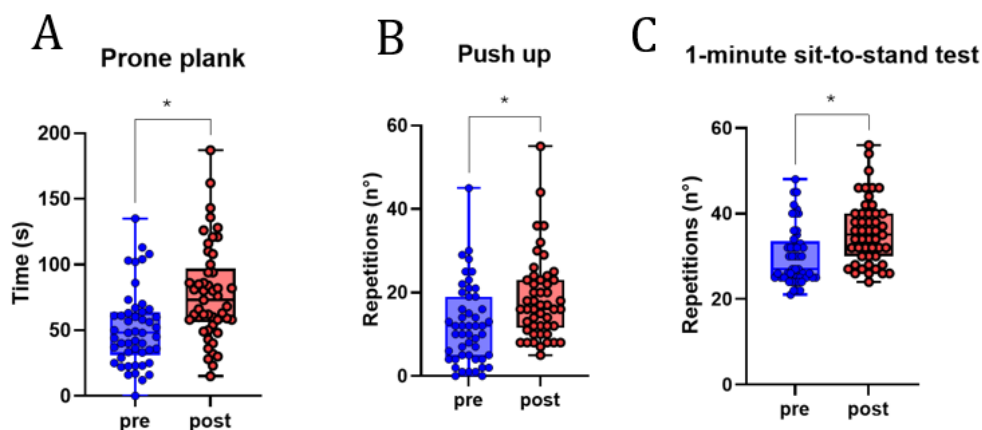 A
Prone plank
*
Time (s)
200
150
100
50
0
pre post
B
Push up
*
Repetitions (n°)
60
40
20
0
pre post
C
1-minute sit-to-stand test
*
Repetitions (n°)
60
40
20
0
pre post